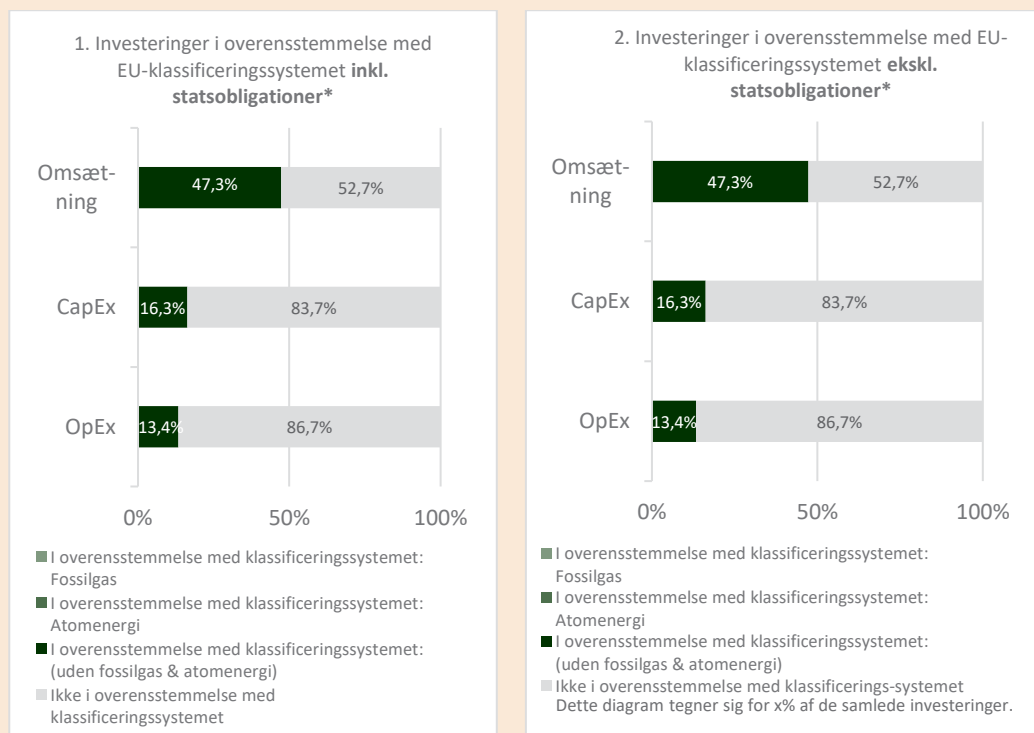 1. Investeringer i overensstemmelse med
EU-klassificeringssystemet inkl.
statsobligationer*
Omsæt-
ning
47,3%
52,7%
CapEx
16,3%
83,7%
OpEx
13,4%
86,7%
0%
50%
100%
I overensstemmelse med klassificeringssystemet:
Fossilgas
I overensstemmelse med klassificeringssystemet:
Atomenergi
I overensstemmelse med klassificeringssystemet:
(uden fossilgas & atomenergi)
Ikke i overensstemmelse med
klassificeringssystemet
2. Investeringer i overensstemmelse med EU-
klassificeringssystemet ekskl.
statsobligationer*
Omsæt-
ning
47,3%
52,7%
CapEx
16,3%
83,7%
OpEx
13,4%
86,7%
0%
50%
100%
I overensstemmelse med klassificeringssystemet:
Fossilgas
I overensstemmelse med klassificeringssystemet:
Atomenergi
I overensstemmelse med klassificeringssystemet:
(uden fossilgas & atomenergi)
Ikke i overensstemmelse med klassificerings-systemet
Dette diagram tegner sig for x% af de samlede investeringer.